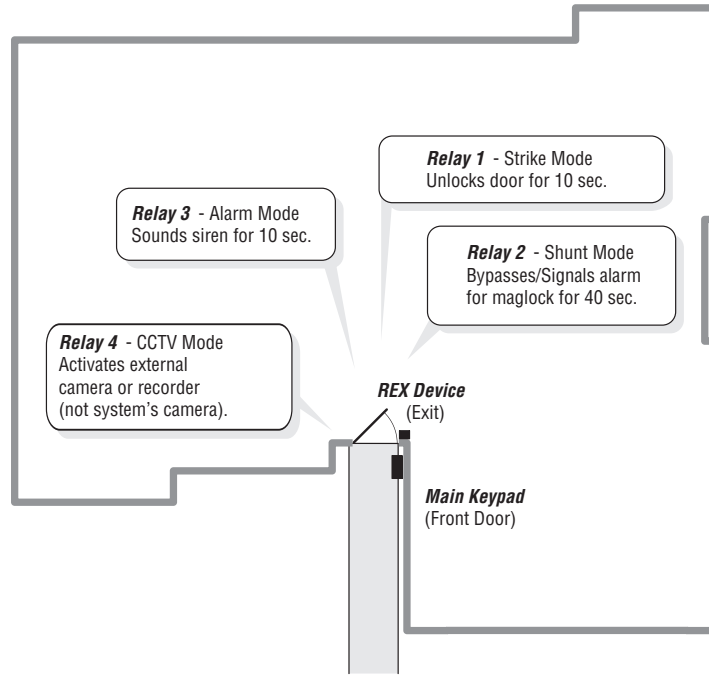 Relay 1 - Strike Mode
Unlocks door for 10 sec.
Relay 3 - Alarm Mode
Sounds siren for 10 sec.
Relay 2 - Shunt Mode
Bypasses/Signals alarm
for maglock for 40 sec.
Relay 4 - CCTV Mode
Activates external
camera or recorder
(not system's camera).
REX Device
(Exit)
Main Keypad
(Front Door)